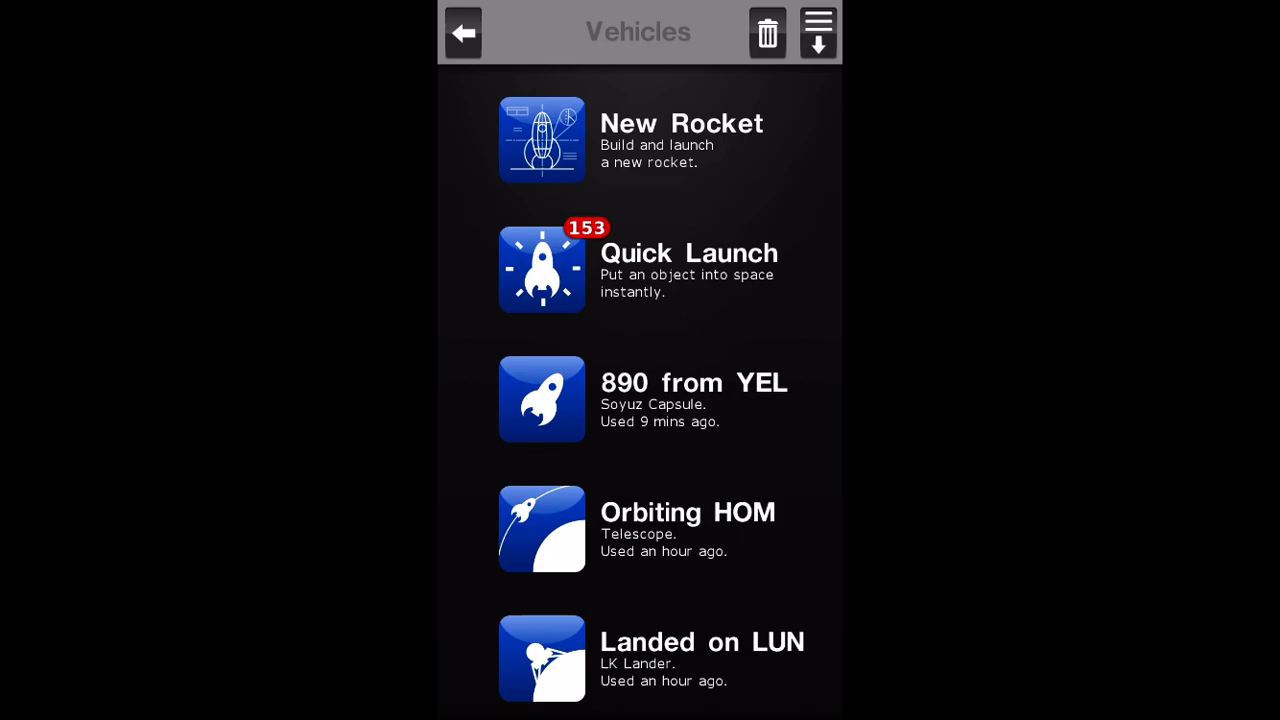 Vehicles
New Rocket
Build and launch
a new rocket.
153
Quick Launch
Put an object into space
instantly.
890 from YEL
Soyuz Capsule.
Used 9 mins ago.
Orbiting HOM
Telescope.
Used an hour ago.
Landed on LUN
LK Lander.
Used an hour ago.